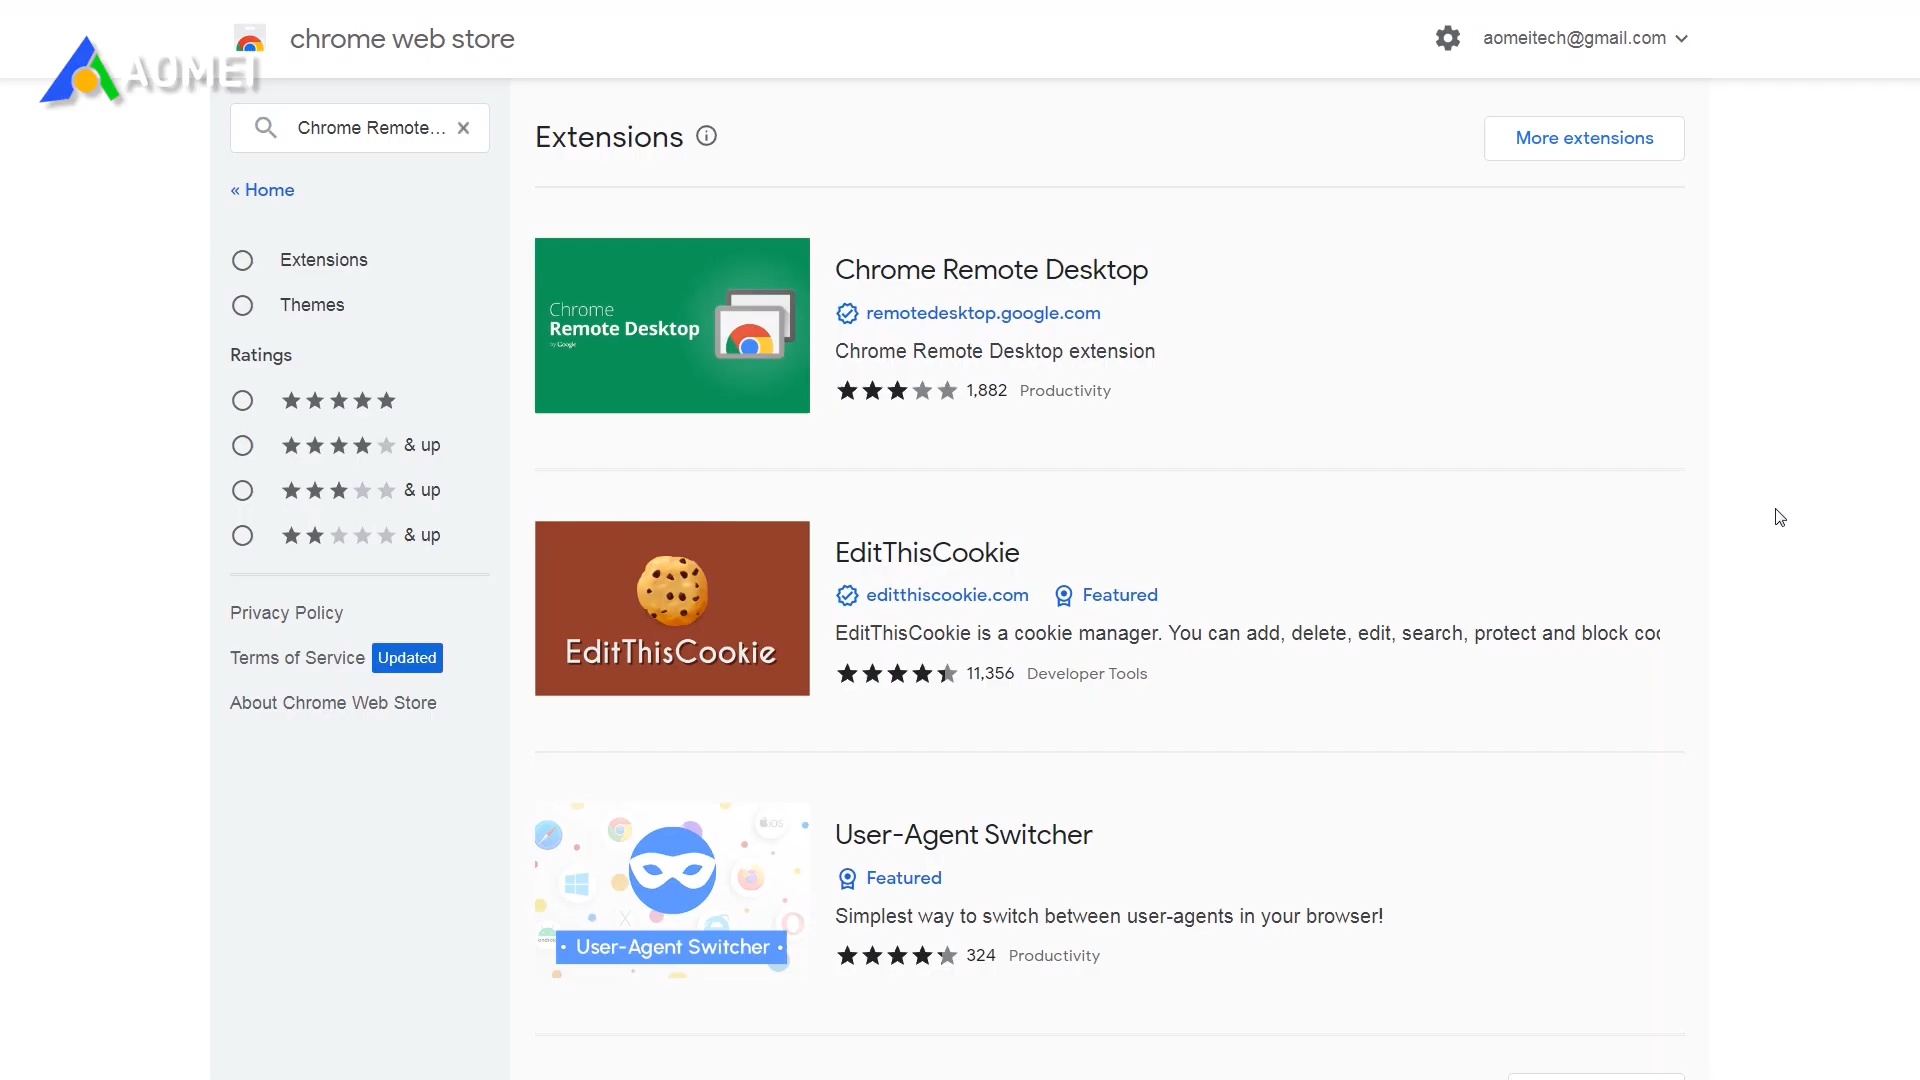 chrome web store
aomeitech@gmail.com
AOMEI
Chrome Remote...
« Home
Extensions
Themes
Ratings
& up
& up
& up
Privacy Policy
Terms of Service Updated
About Chrome Web Store
Extensions
More extensions
Chrome
Remote Desktop
by Google
Chrome Remote Desktop
remotedesktop.google.com
Chrome Remote Desktop extension
1,882 Productivity
EditThisCookie
EditThisCookie
editthiscookie.com Featured
EditThisCookie is a cookie manager. You can add, delete, edit, search, protect and block coo
11,356 Developer Tools
iOS
android
• User-Agent Switcher •
User-Agent Switcher
Featured
Simplest way to switch between user-agents in your browser!
324 Productivity